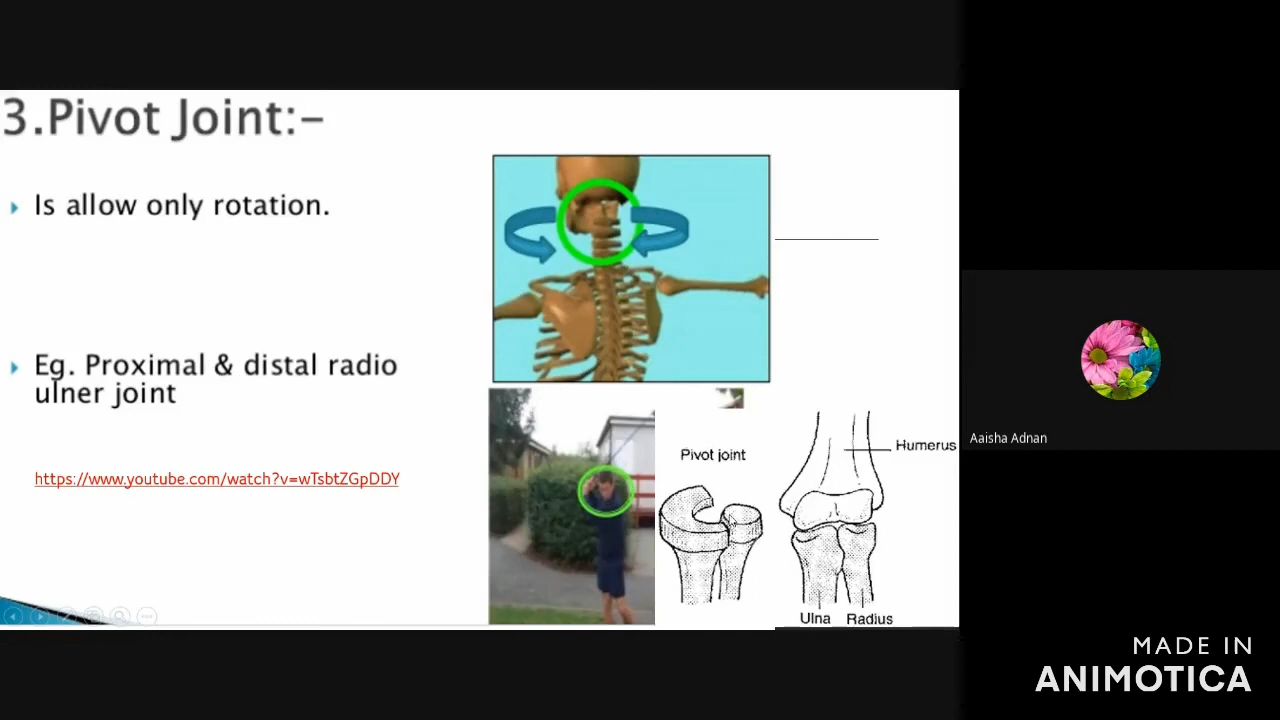 3.Pivot Joint:-
Is allow only rotation.
Eg. Proximal & distal radio
ulner joint
https://www.youtube.com/watch?v=wTsbtZGpDDY
Pivot joint
Humerus
Ulna Radius
Aaisha Adnan
MADE IN
ANIMOTICA